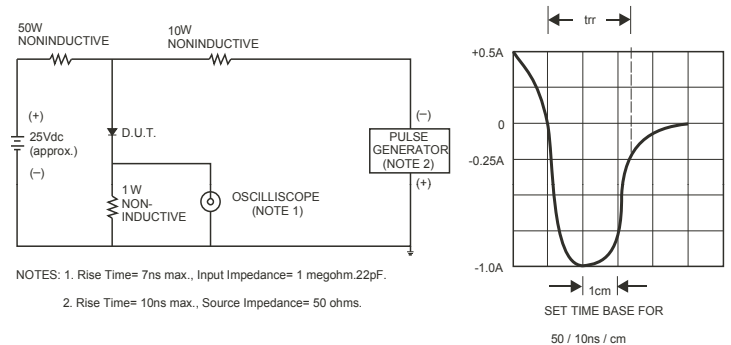 50W
NONINDUCTIVE
10W
NONINDUCTIVE
(+)
25Vdc
(approx.)
(−)
D.U.T.
1W
NON-
INDUCTIVE
OSCILLISCOPE
(NOTE 1)
(−)
PULSE
GENERATOR
(NOTE 2)
(+)
NOTES: 1. Rise Time= 7ns max., Input Impedance= 1 megohm.22pF.
2. Rise Time= 10ns max., Source Impedance= 50 ohms.
trr
+0.5A
0
-0.25A
-1.0A
1cm
SET TIME BASE FOR
50 / 10ns / cm